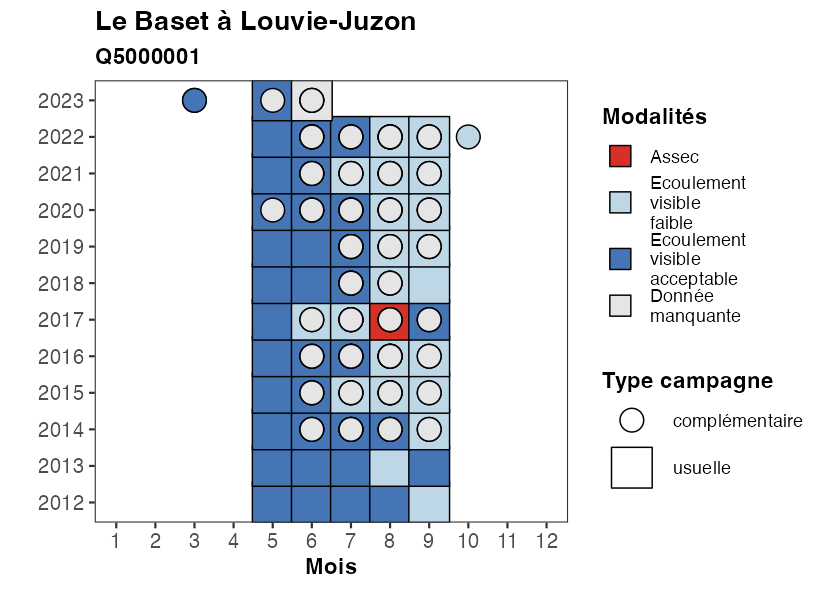 Le Baset à Louvie-Juzon
Q5000001
2023
2022
2021
2020
2019
2018
2017
2016
2015
2014
2013
2012
1 2 3 4 5 6 7 8 9 10 11 12
Mois
Modalités
Assec
Ecoulement
visible
faible
Ecoulement
visible
acceptable
Donnée
manquante
Type campagne
complémentaire
usuelle